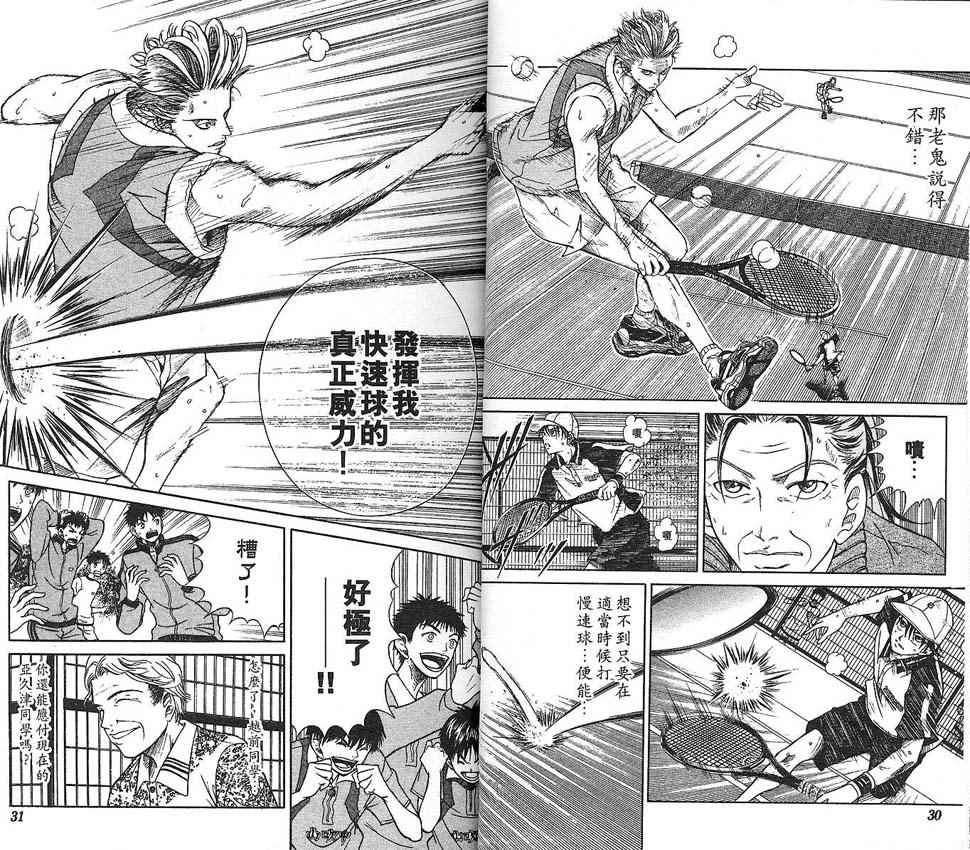 那老鬼說得
不錯…
嘖…
嗄
嗄
想不到只要在
適當時候打
慢速球…便
能…
30
發揮我
快速球的
真正威力！
糟了！
好極了
——!!
怎麼了，越前同學
你還能應付現在的
亞久津同學嗎？
31